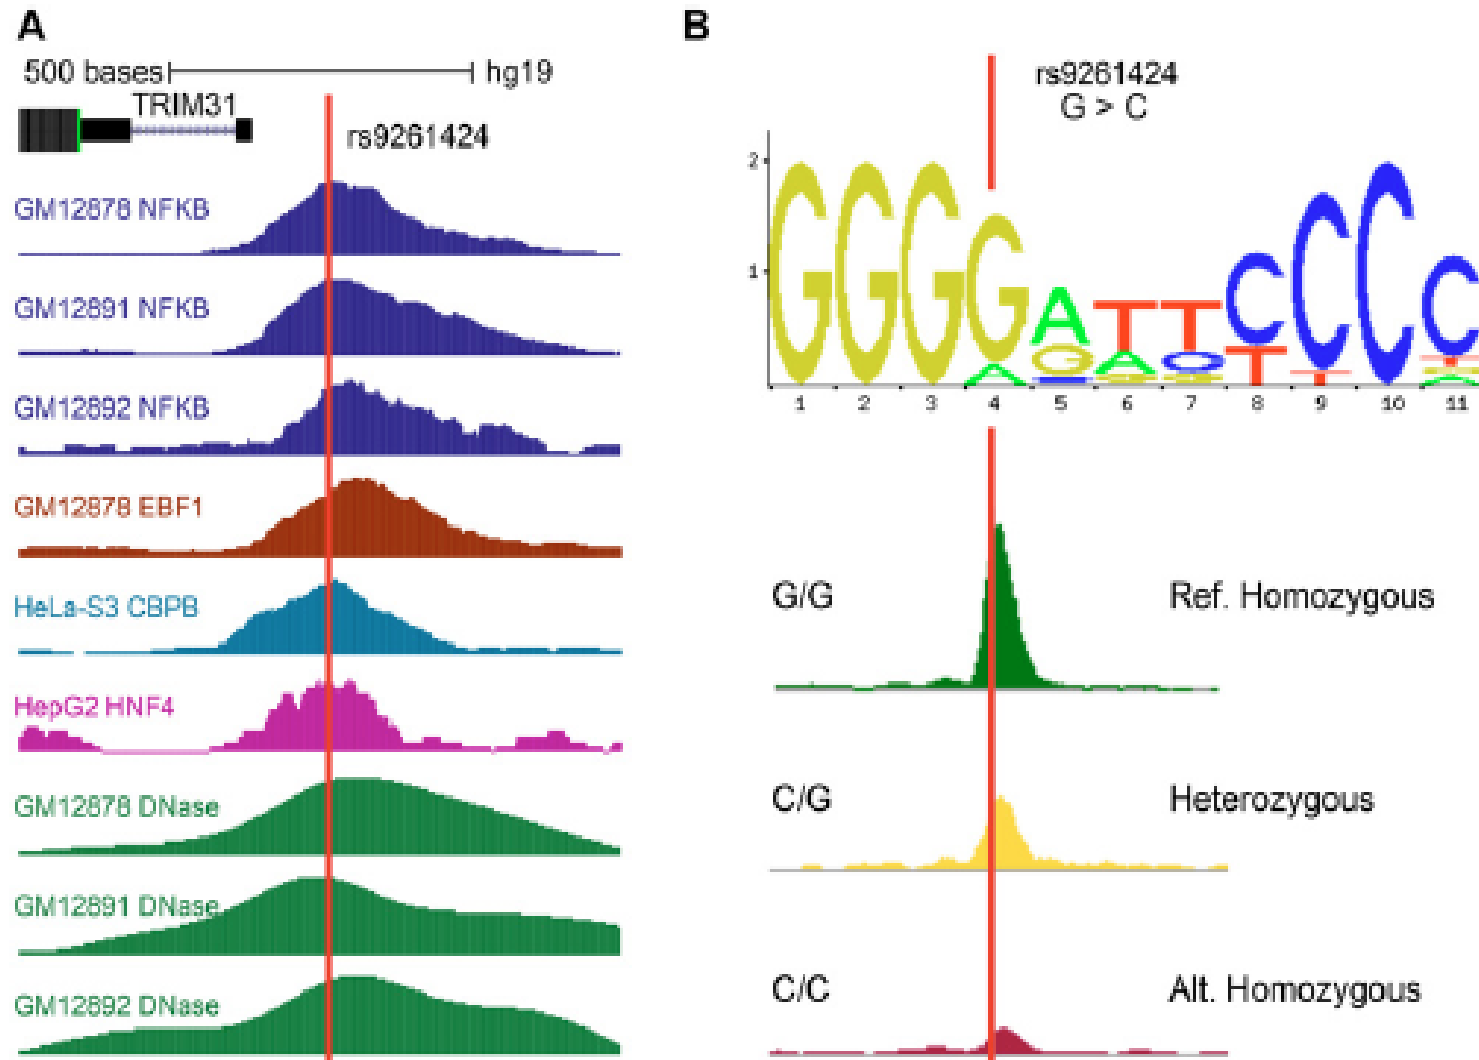 A
500 bases hg19
TRIM31
rs9261424
GM12878 NFKB
GM12891 NFKB
GM12892 NFKB
GM12878 EBF1
HeLa-S3 CBPB
HepG2 HNF4
GM12878 DNase
GM12891 DNase
GM12892 DNase
B
rs9261424
G > C
2
1
GGGGATTCCCC
GATCTTT
AGGGG
A
1 2 3 4 5 6 7 8 9 10 11
G/G Ref. Homozygous
C/G Heterozygous
C/C Alt. Homozygous